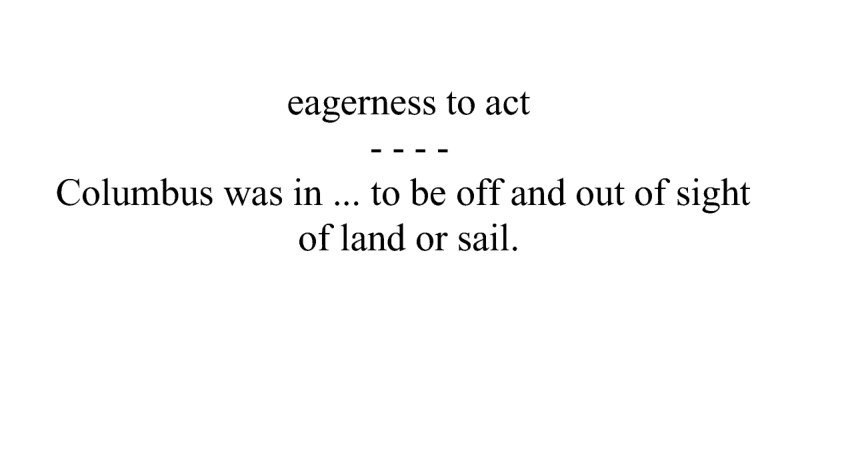 eagerness to act
- - - -
Columbus was in ... to be off and out of sight
of land or sail.